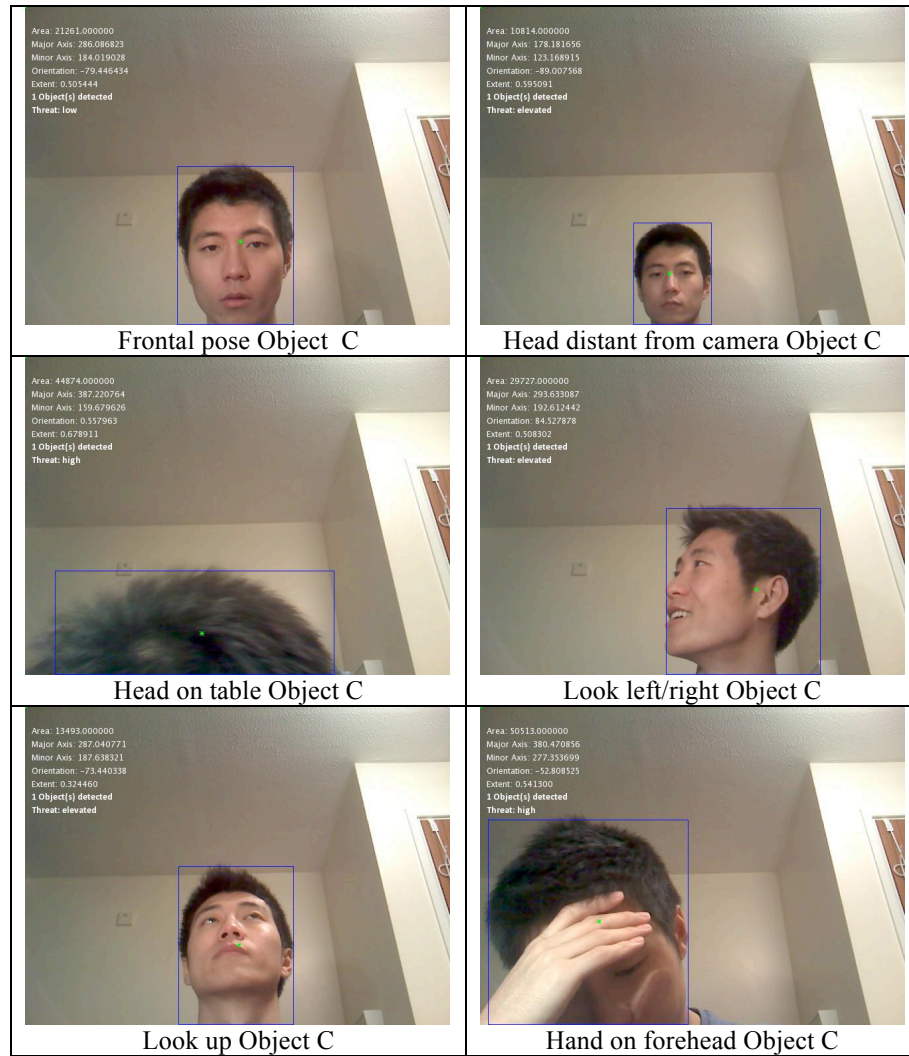 Area: 21261.000000
Major Axis: 286.086823
Minor Axis: 184.019028
Orientation: -79.446434
Extent: 0.505444
1 Object(s) detected
Threat: low
Frontal pose Object C
Area: 10814.000000
Major Axis: 178.181656
Minor Axis: 123.168915
Orientation: -89.007568
Extent: 0.595091
1 Object(s) detected
Threat: elevated
Head distant from camera Object C
Area: 44874.000000
Major Axis: 387.220764
Minor Axis: 159.679626
Orientation: 0.557963
Extent: 0.678911
1 Object(s) detected
Threat: high
Head on table Object C
Area: 29727.000000
Major Axis: 293.633087
Minor Axis: 192.612442
Orientation: 84.527878
Extent: 0.508302
1 Object(s) detected
Threat: elevated
Look left/right Object C
Area: 13493.000000
Major Axis: 287.040771
Minor Axis: 187.638321
Orientation: -73.440338
Extent: 0.324460
1 Object(s) detected
Threat: elevated
Look up Object C
Area: 50513.000000
Major Axis: 380.470856
Minor Axis: 277.353699
Orientation: -52.808525
Extent: 0.541300
1 Object(s) detected
Threat: high
Hand on forehead Object C